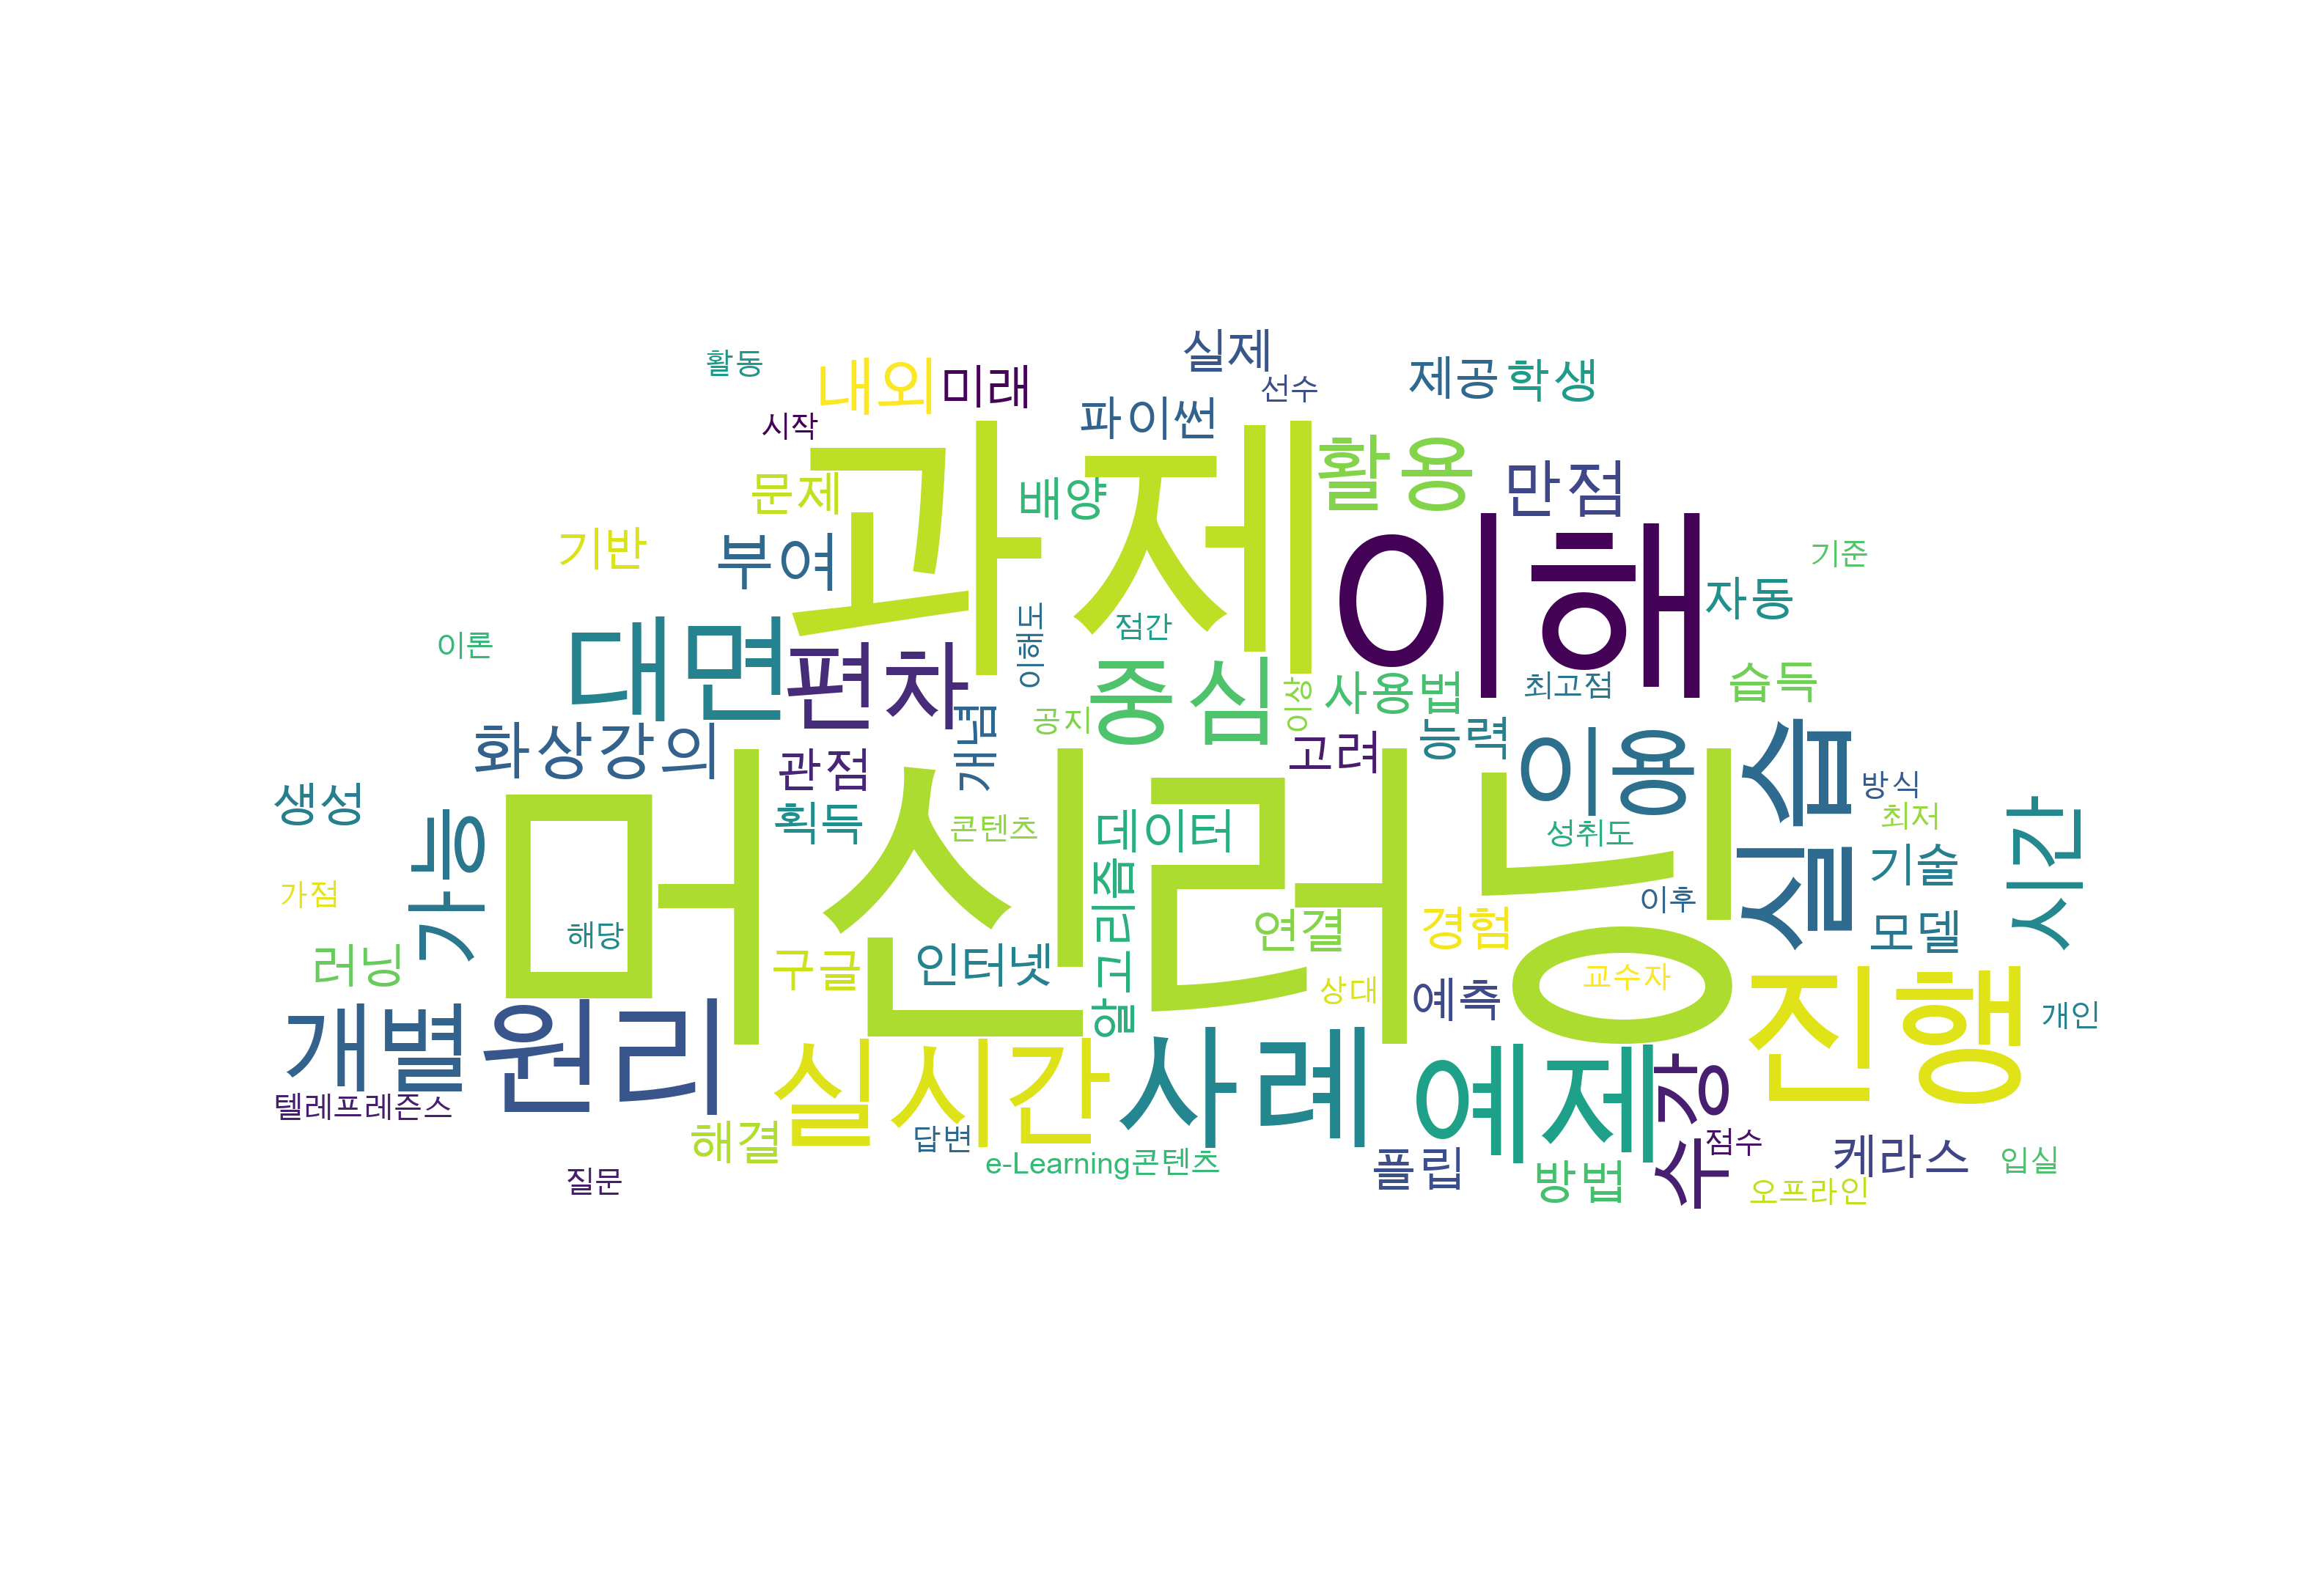 실제
활동
내외
미래
제공
학생
선수
시작
파이썬
과제
활용
만점
문제
배양
기반
부여
이해
기준
자동
이해버
점간
이론
대면
편차
중심
이상
사용법
최고점
습득
공지
개념
화상강의
관점
고려
능력
응용
실습
방식
생성
획득
콘텐츠
데이터
성취도
최저
시간
가능
머신러닝
알고리즘
기술
가점
이후
해당
연결
경험
모델
러닝
구글
인터넷
상대
교수자
예측
진행
개별
원리
개인
실시간
사례
예제
수강
텔레프레즌스
해결
답변
점수
케라스
e-Learning콘텐츠
플립
방법
입실
질문
오프라인